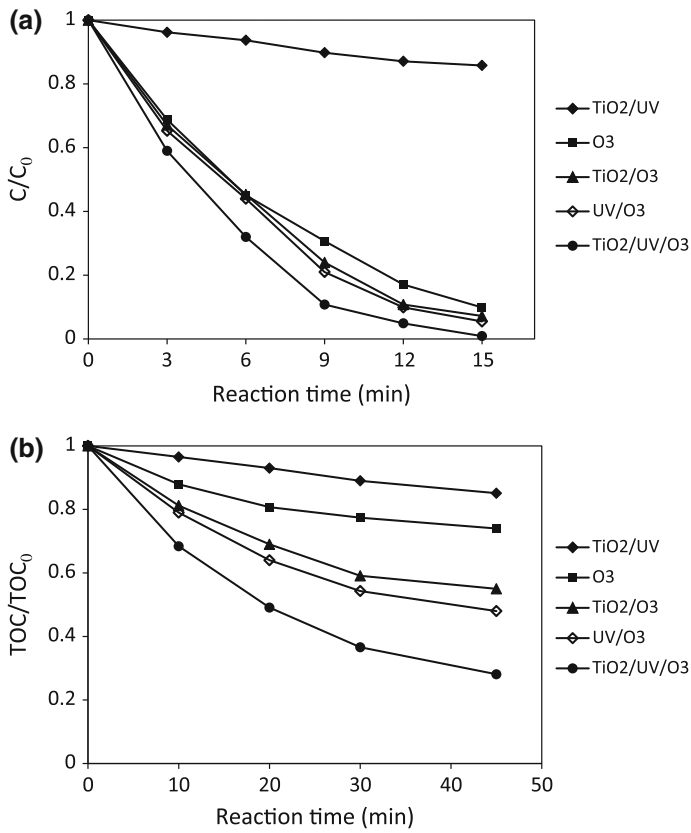 (a)
1
0.8
0.6
0.4
0.2
0
C/C₀
0 3 6 9 12 15
Reaction time (min)
TiO2/UV
O3
TiO2/O3
UV/O3
TiO2/UV/O3
(b)
1
0.8
0.6
0.4
0.2
0
TOC/TOC₀
0 10 20 30 40 50
Reaction time (min)
TiO2/UV
O3
TiO2/O3
UV/O3
TiO2/UV/O3